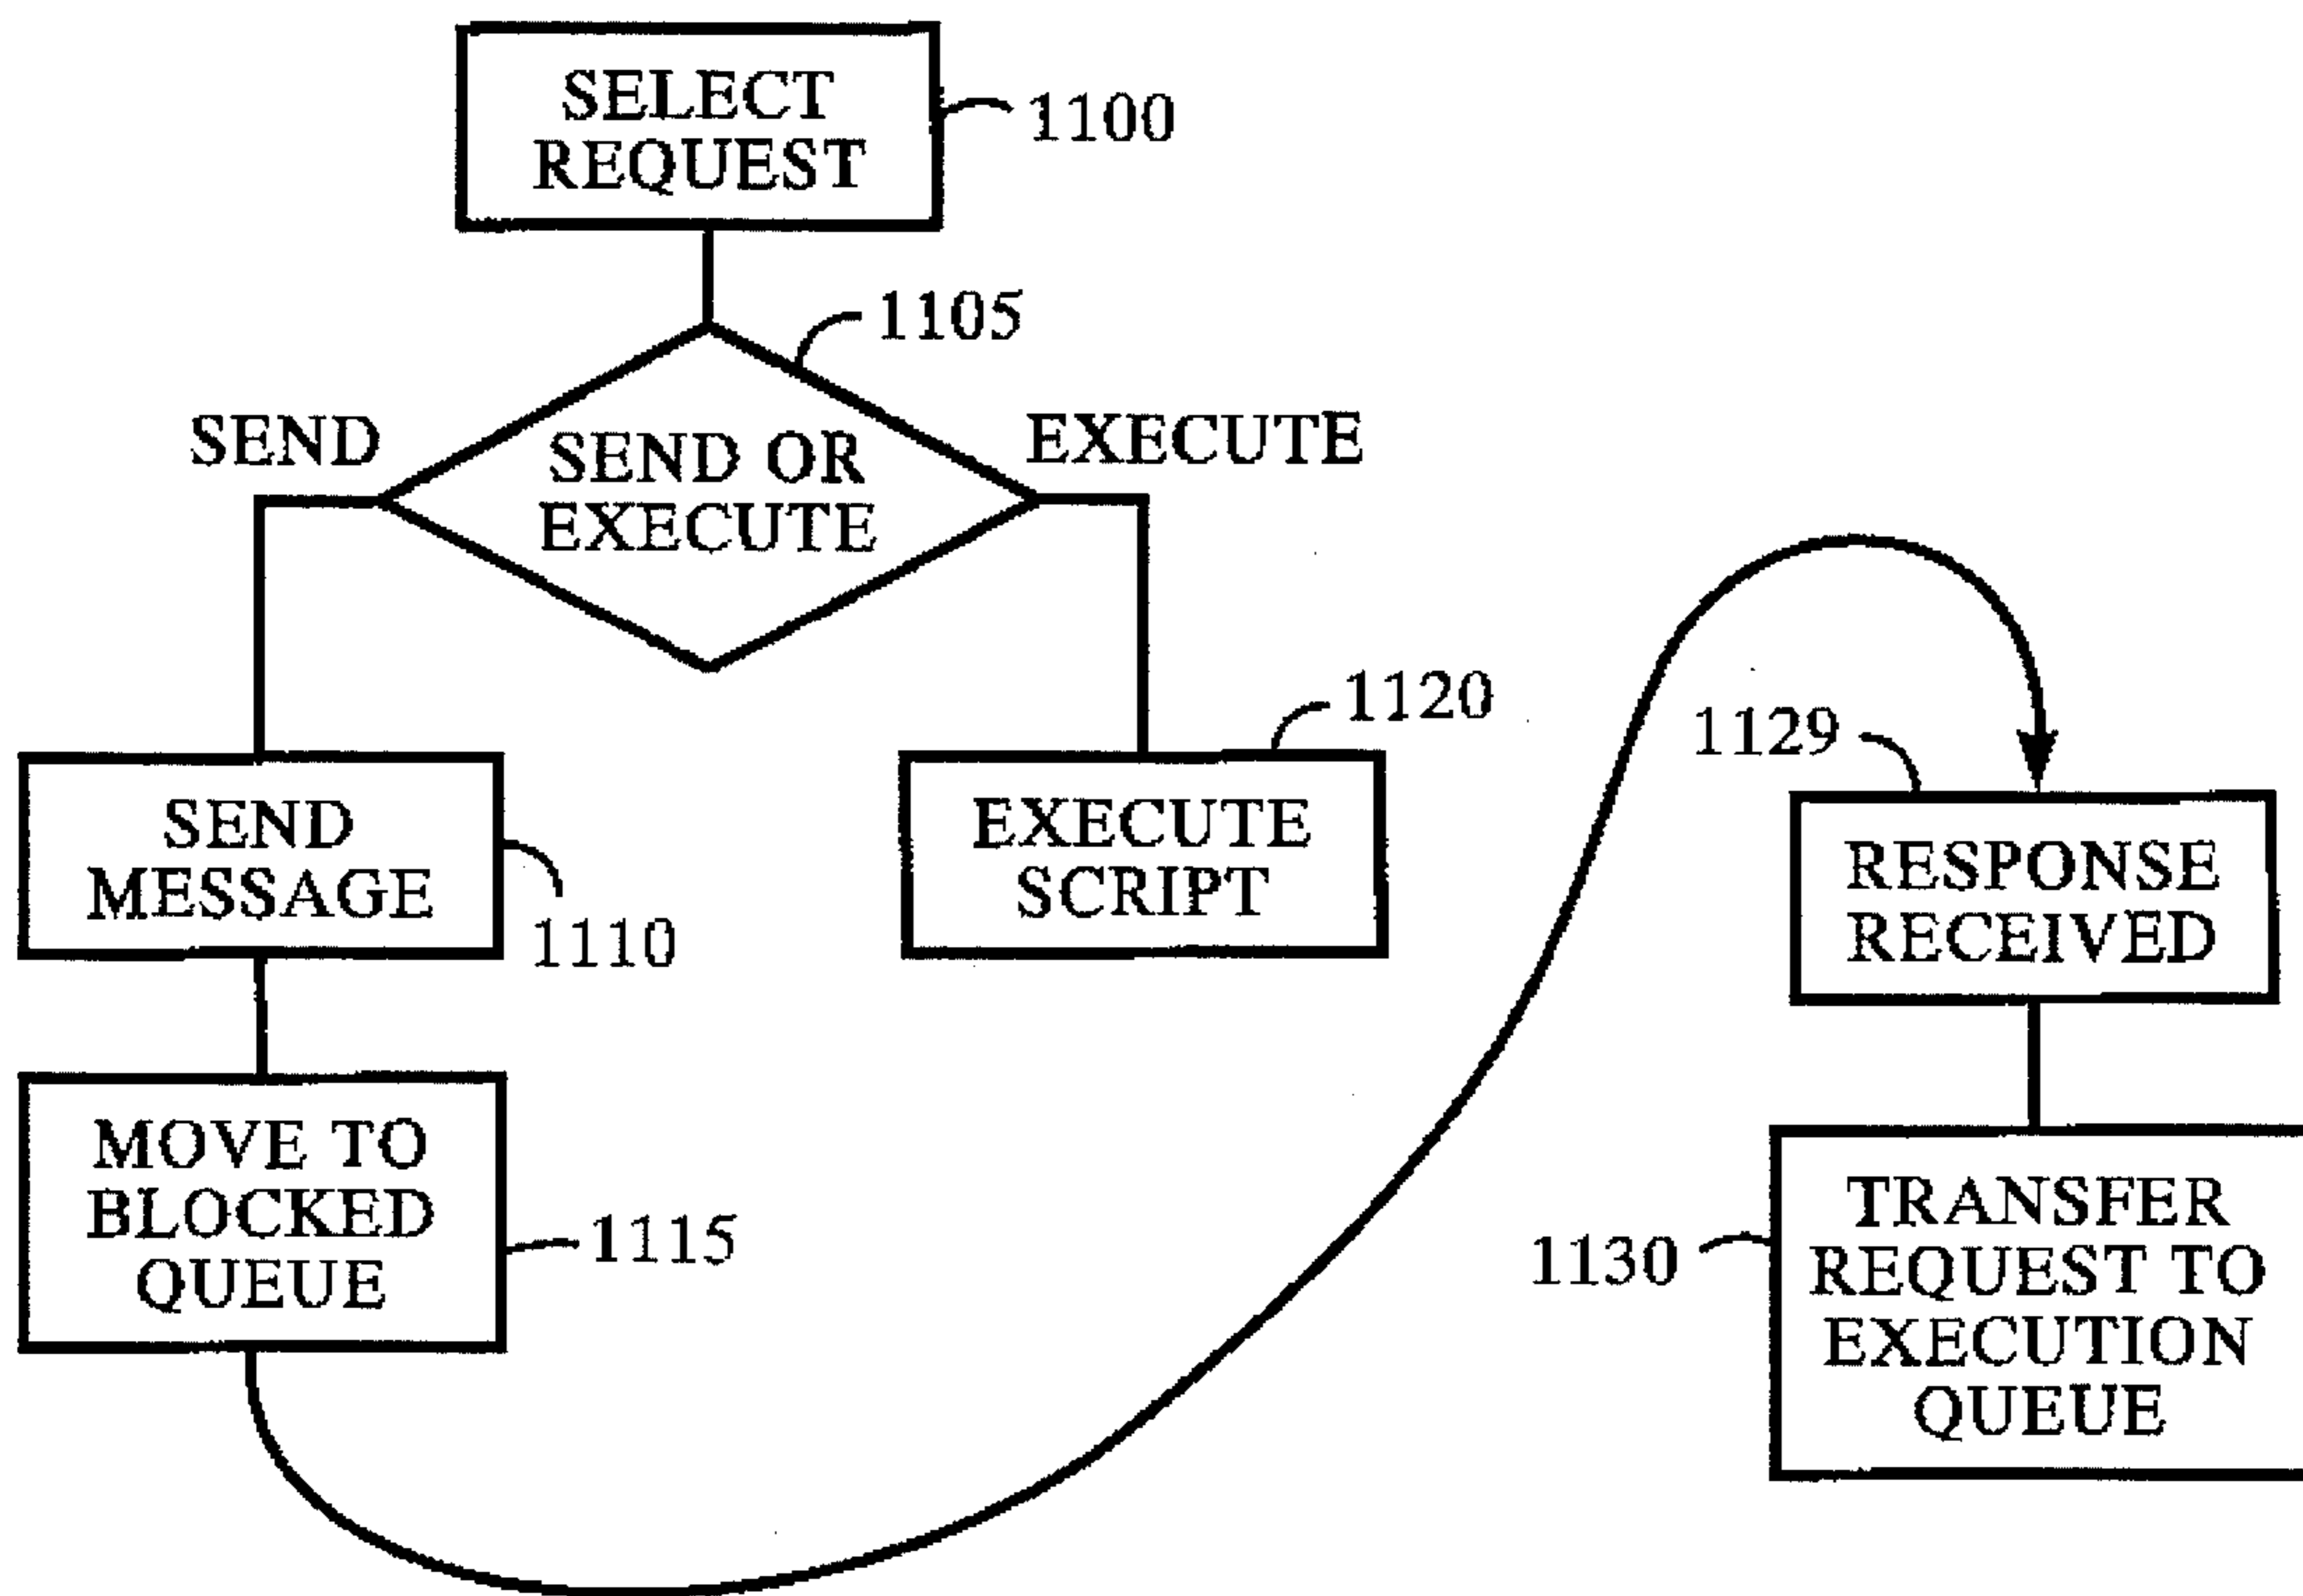 SELECT
REQUEST
1100
1105
SEND
SEND OR
EXECUTE
EXECUTE
SEND
MESSAGE
1110
1120
EXECUTE
SCRIPT
MOVE TO
BLOCKED
QUEUE
1115
1129
RESPONSE
RECEIVED
1130
TRANSFER
REQUEST TO
EXECUTION
QUEUE